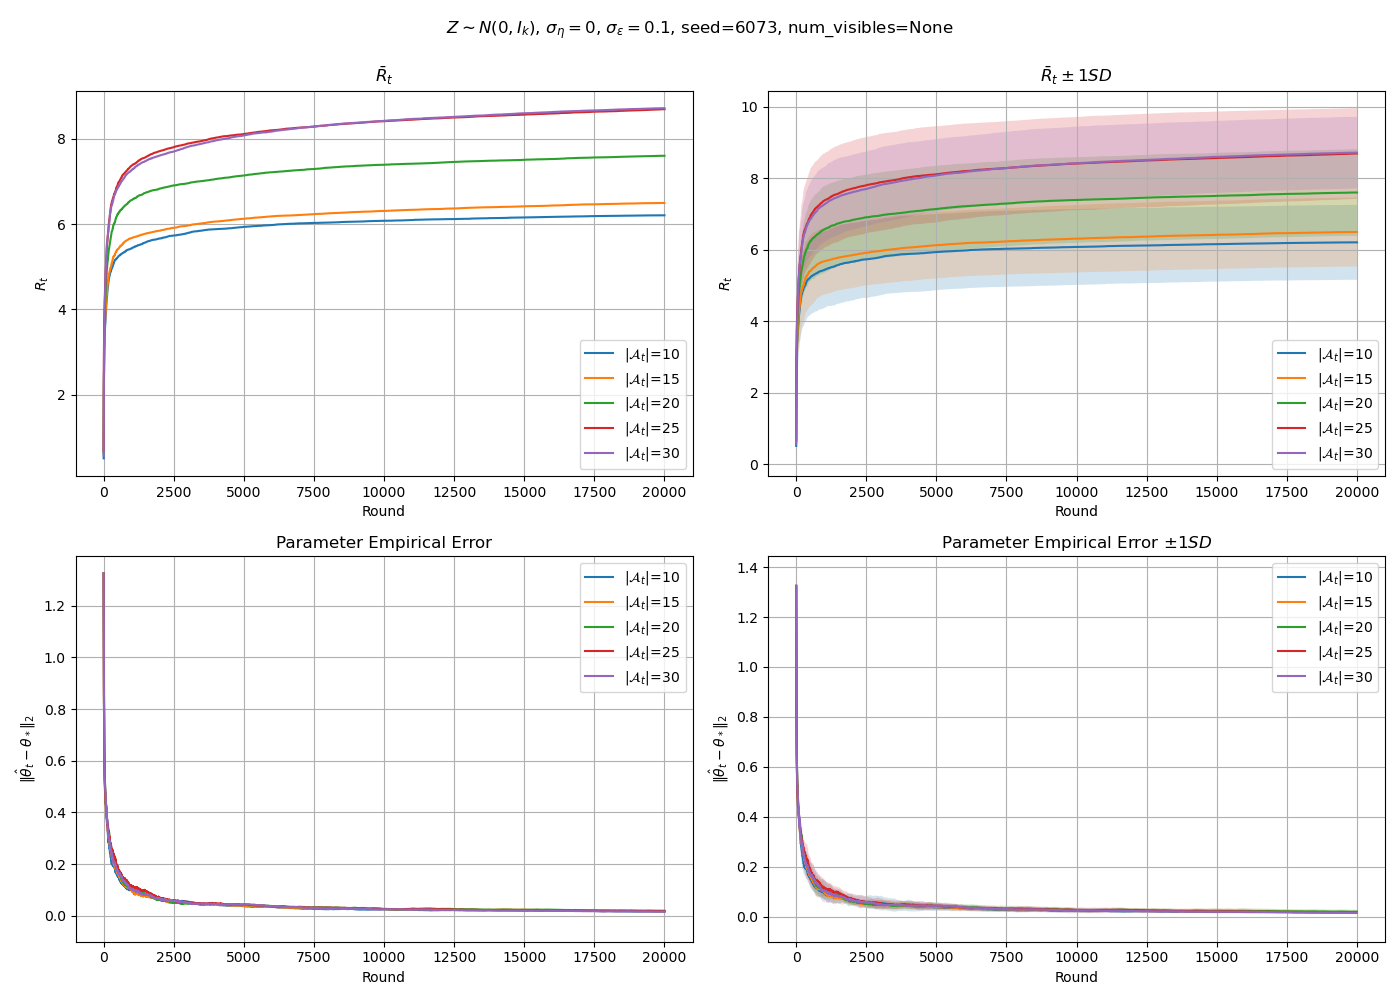 Z ∼ N(0, I_k), σ_η = 0, σ_ε = 0.1, seed=6073, num_visibles=None
R̄_t
R_t
8
6
4
2
0 2500 5000 7500 10000 12500 15000 17500 20000
Round
|𝒜_t|=10
|𝒜_t|=15
|𝒜_t|=20
|𝒜_t|=25
|𝒜_t|=30
R̄_t ± 1SD
R_t
10
8
6
4
2
0
0 2500 5000 7500 10000 12500 15000 17500 20000
Round
|𝒜_t|=10
|𝒜_t|=15
|𝒜_t|=20
|𝒜_t|=25
|𝒜_t|=30
Parameter Empirical Error
‖θ̂_t − θ_*‖_2
1.2
1.0
0.8
0.6
0.4
0.2
0.0
0 2500 5000 7500 10000 12500 15000 17500 20000
Round
|𝒜_t|=10
|𝒜_t|=15
|𝒜_t|=20
|𝒜_t|=25
|𝒜_t|=30
Parameter Empirical Error ±1SD
‖θ̂_t − θ_*‖_2
1.4
1.2
1.0
0.8
0.6
0.4
0.2
0.0
0 2500 5000 7500 10000 12500 15000 17500 20000
Round
|𝒜_t|=10
|𝒜_t|=15
|𝒜_t|=20
|𝒜_t|=25
|𝒜_t|=30